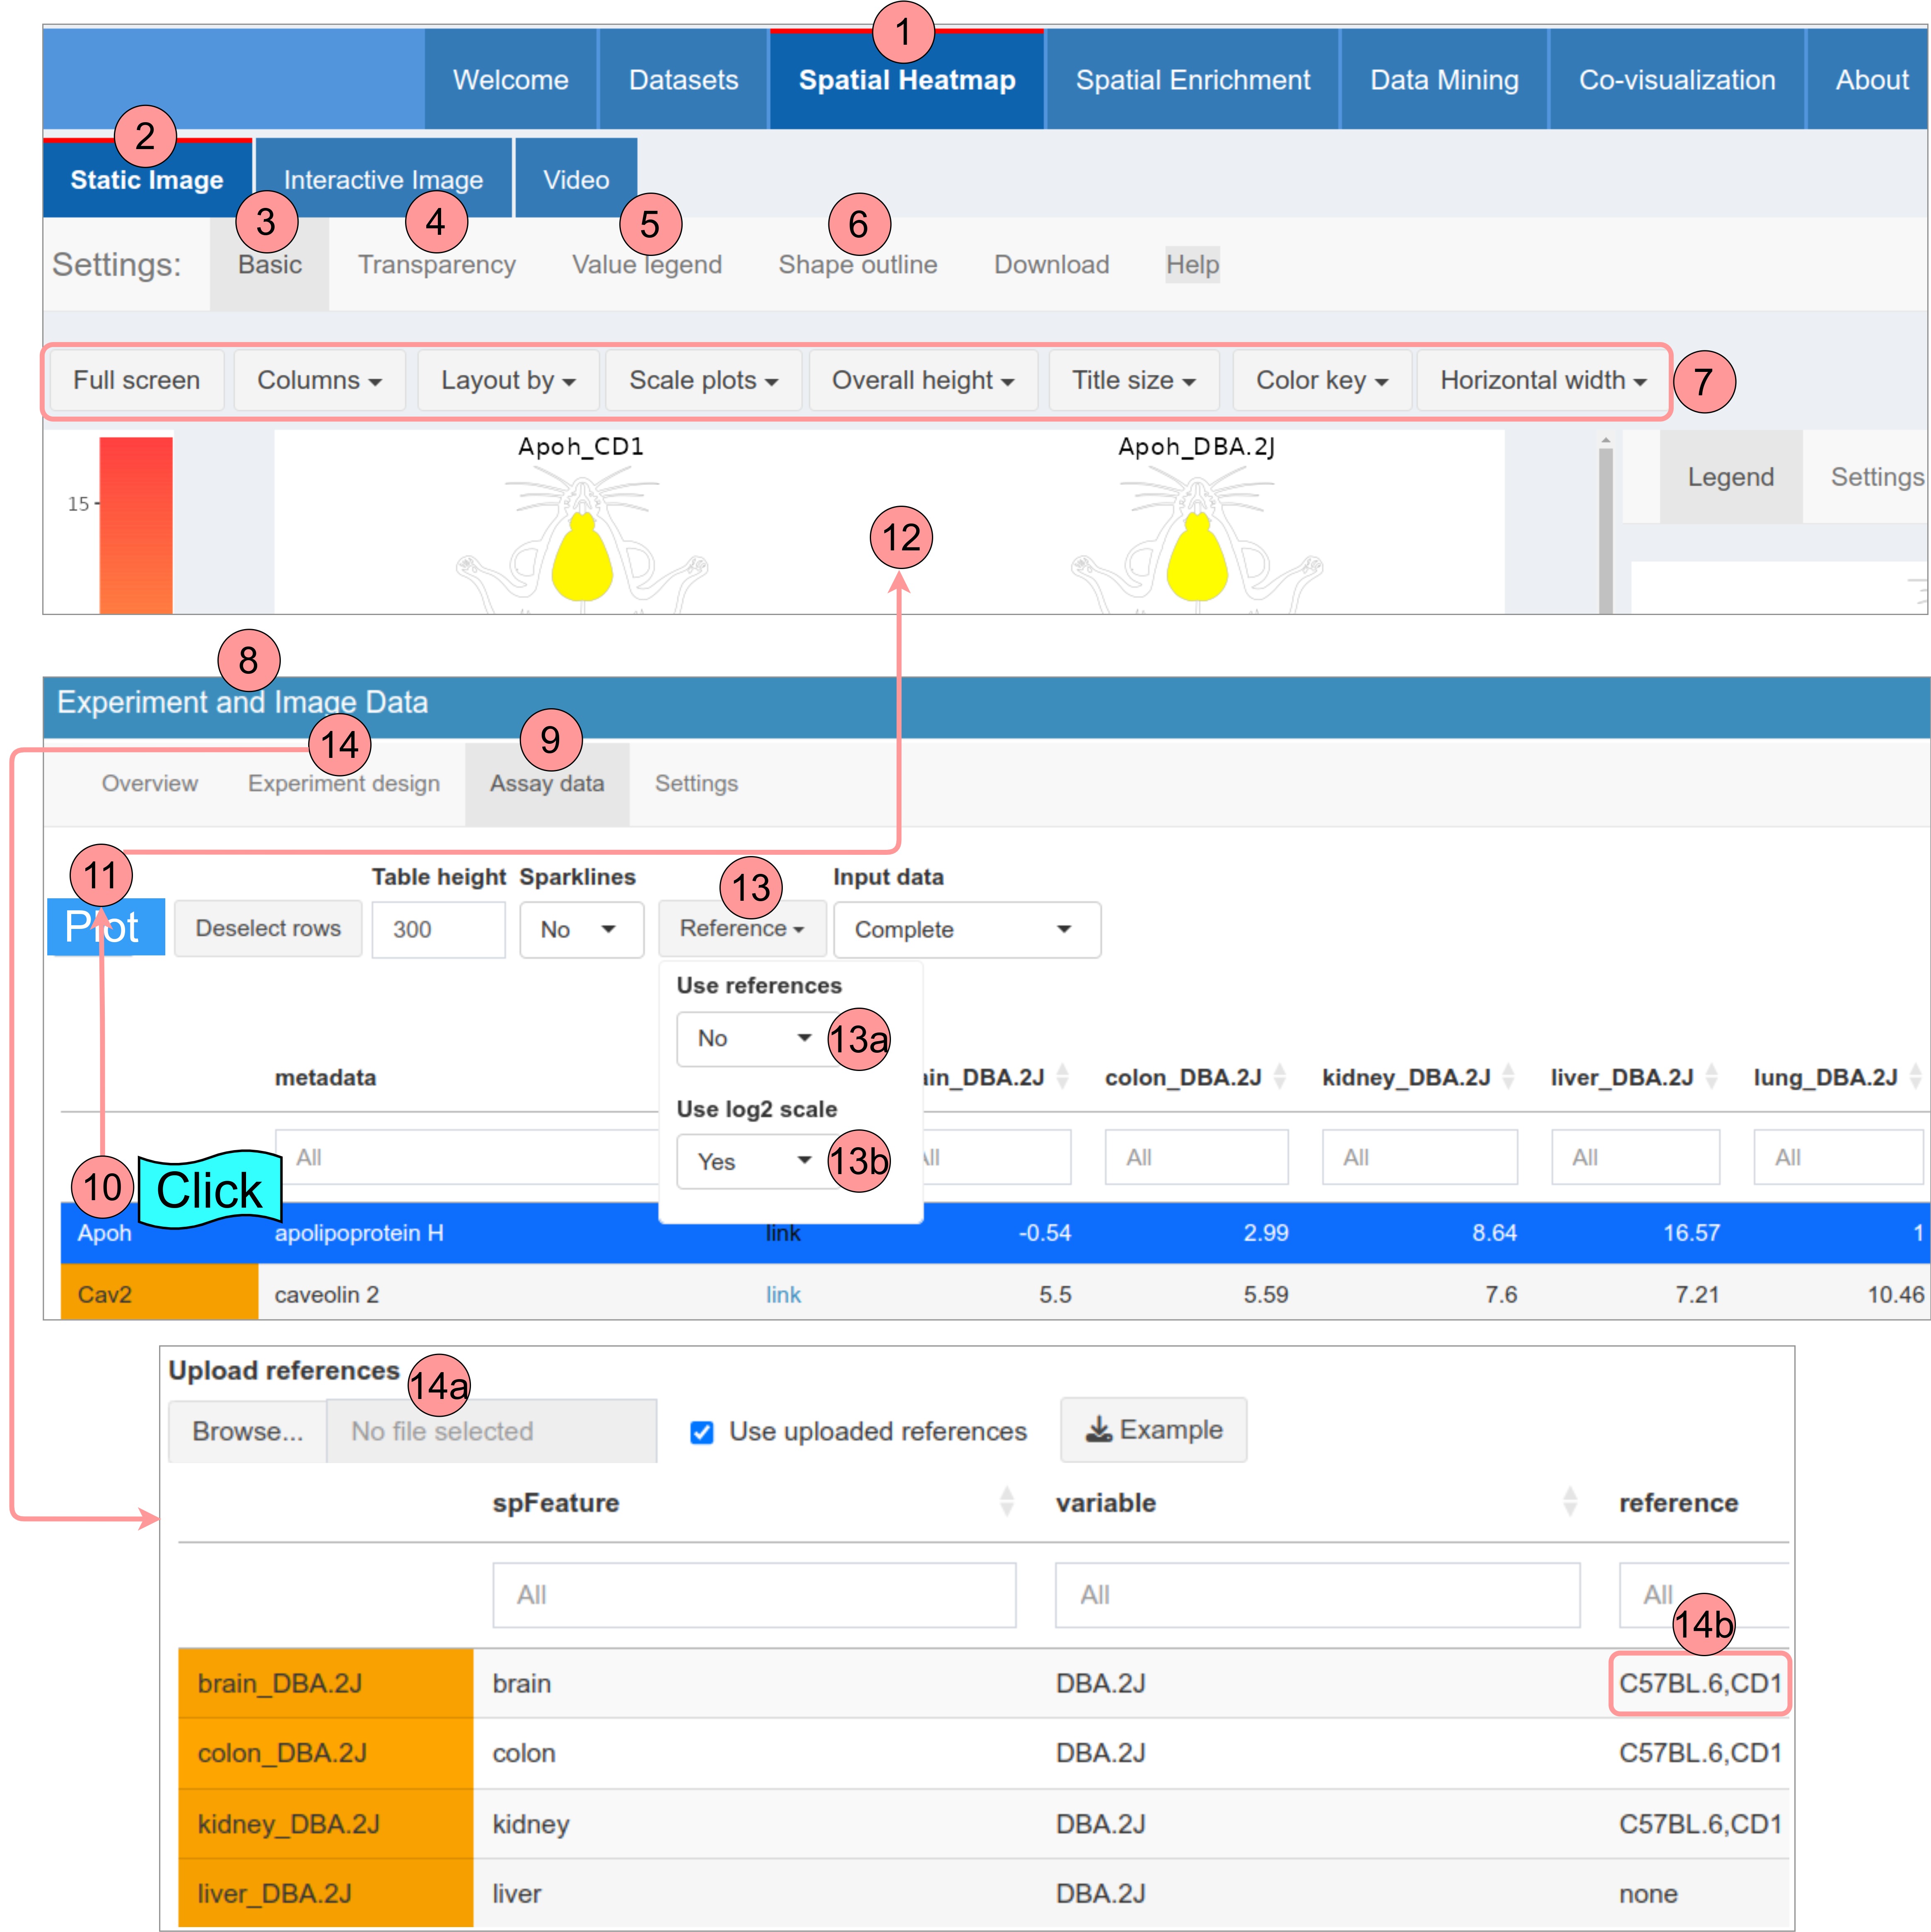 1
Welcome Datasets Spatial Heatmap Spatial Enrichment Data Mining Co-visualization About
2
Static Image Interactive Image Video
3 4 5 6
Settings: Basic Transparency Value legend Shape outline Download Help
Full screen Columns Layout by Scale plots Overall height Title size Color key Horizontal width 7
Apoh_CD1 Apoh_DBA.2J
Legend Settings
15
12
8
Experiment and Image Data
14 9
Overview Experiment design Assay data Settings
11 Table height Sparklines 13 Input data
Plot Deselect rows 300 No Reference Complete
Use references
No 13a
metadata in_DBA.2J colon_DBA.2J kidney_DBA.2J liver_DBA.2J lung_DBA.2J
Use log2 scale
All Yes 13b All All All All All
10 Click
Apoh apolipoprotein H link -0.54 2.99 8.64 16.57 1
Cav2 caveolin 2 link 5.5 5.59 7.6 7.21 10.46
Upload references 14a
Browse... No file selected Use uploaded references Example
spFeature variable reference
All All All
14b
brain_DBA.2J brain DBA.2J C57BL.6,CD1
colon_DBA.2J colon DBA.2J C57BL.6,CD1
kidney_DBA.2J kidney DBA.2J C57BL.6,CD1
liver_DBA.2J liver DBA.2J none